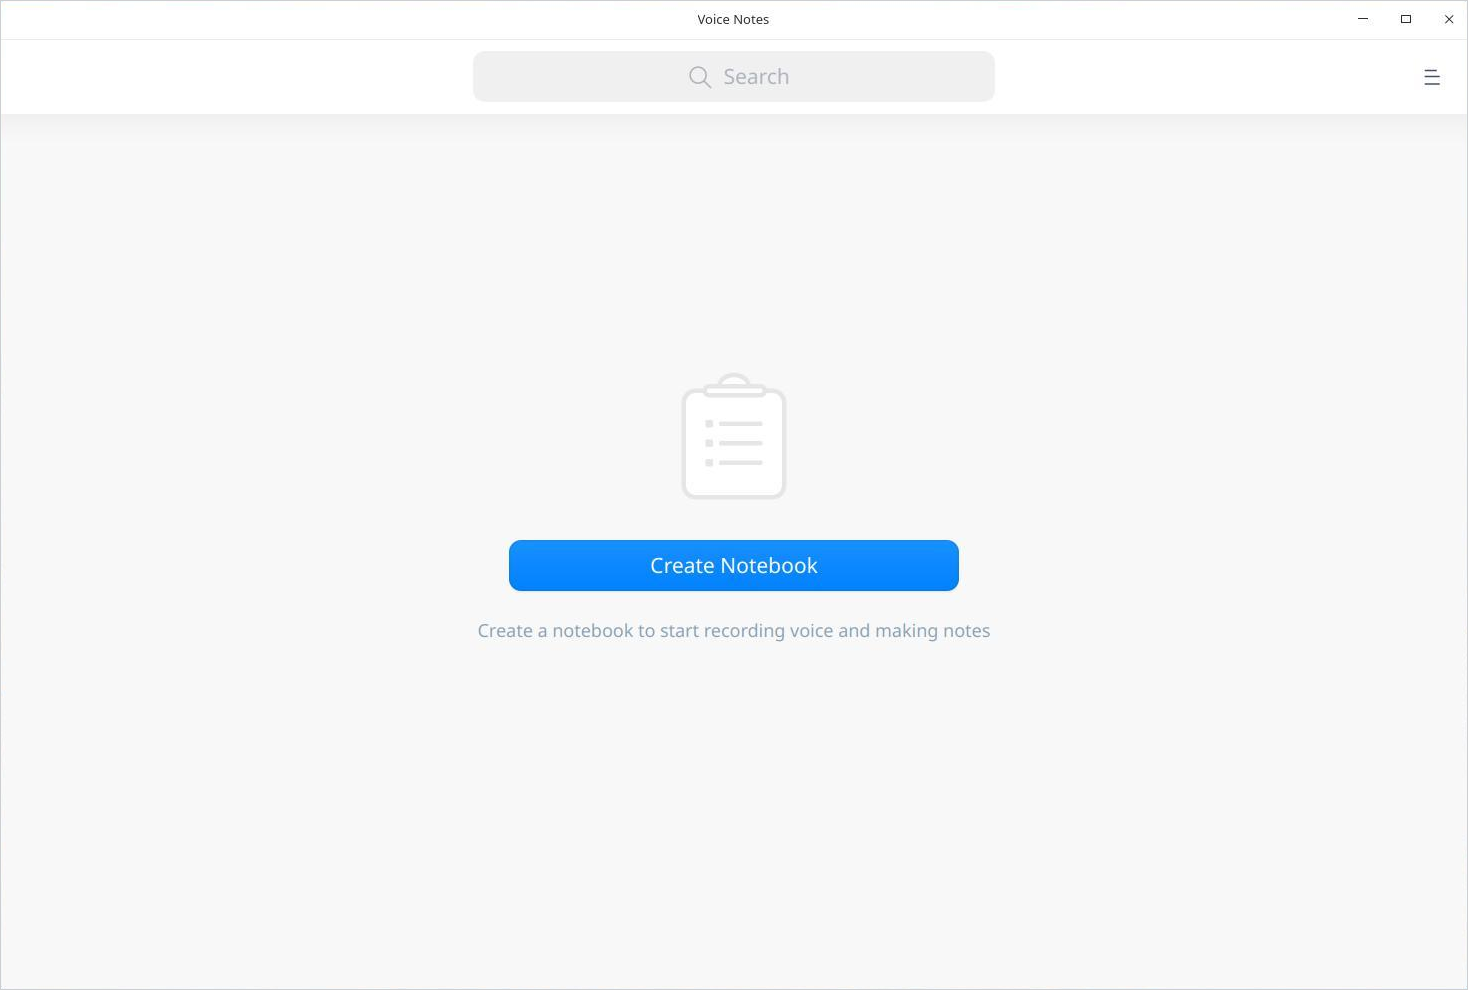 Voice Notes
Search
Create Notebook
Create a notebook to start recording voice and making notes